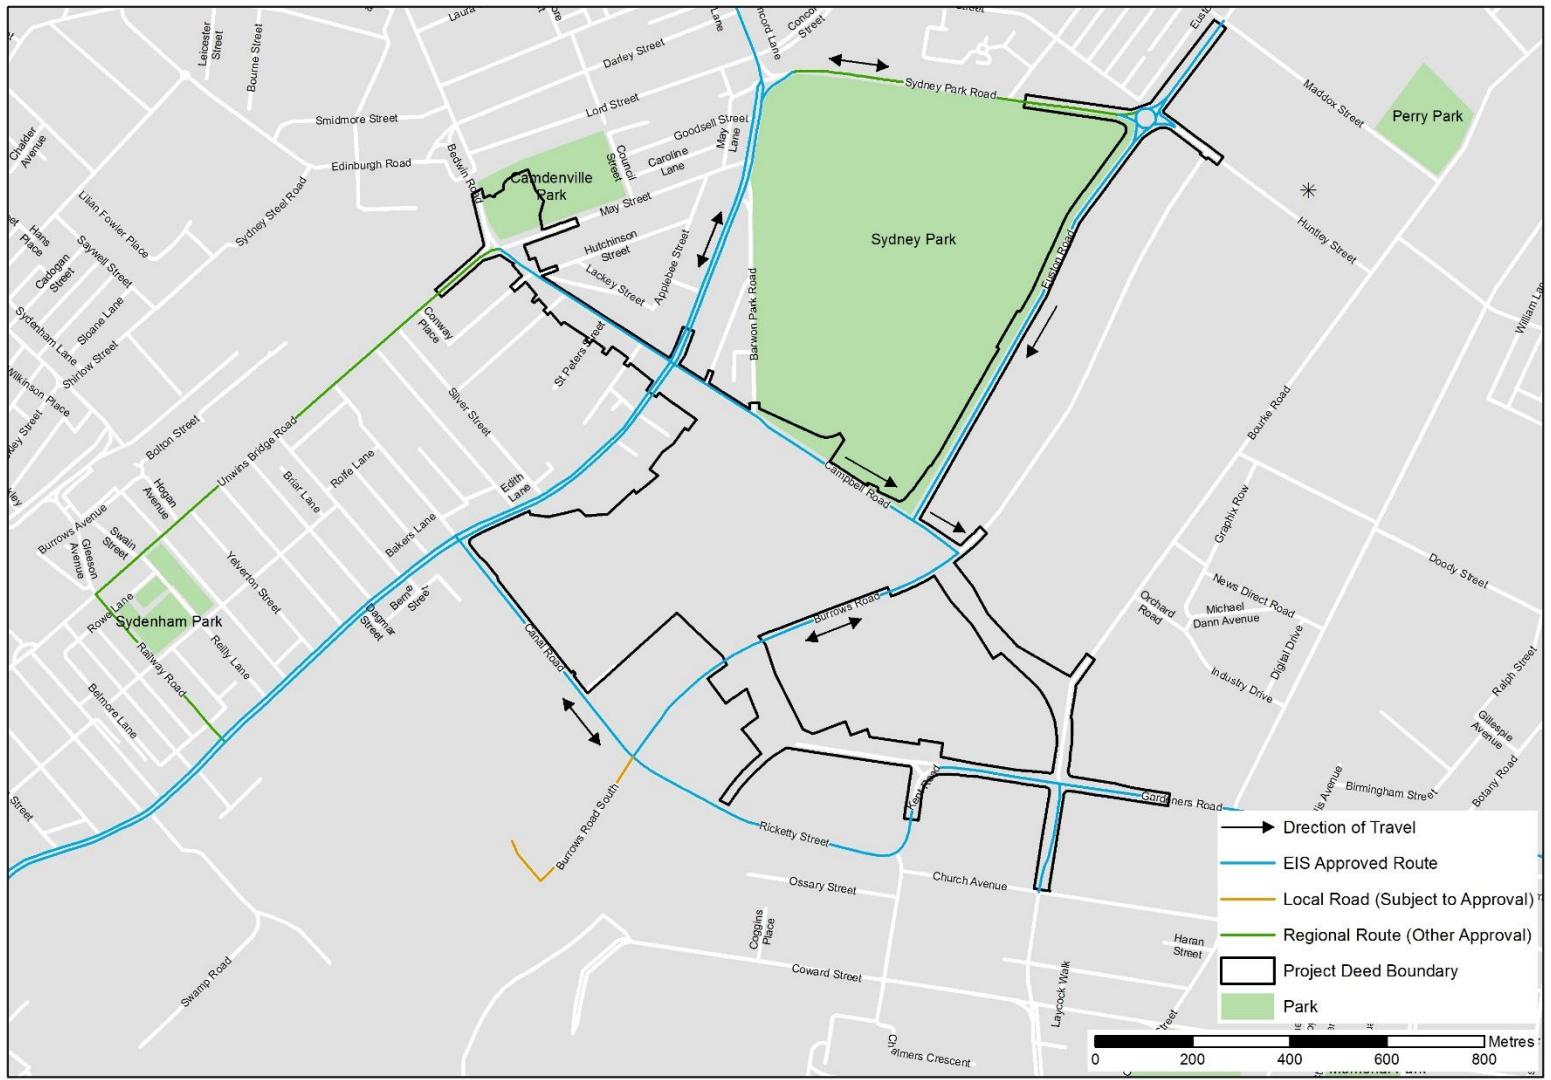 Laura
Lane
Concord Lane
Street
Leicester
Street
Bourne Street
Darley Street
Lord Street
Smidmore Street
Edinburgh Road
Bedwin Road
Goodsell Street
May
Lane
Caroline
Lane
Council
Street
Camdenville
Park
May Street
Hutchinson
Street
Lackey Street
Applebee Street
Barwon Park Road
Sydney Park Road
Sydney Park
Euston Road
Maddox Street
Perry Park
Huntley Street
Chalder
Avenue
Lilian Fowler Place
Sydney Steel Road
Hans
Place
Cadogan
Street
Saywell Street
Sloane Lane
Sydenham Lane
Shirlow Street
Wilkinson Place
Bolton Street
Conway
Place
St Peters Street
Silver Street
Unwins Bridge Road
Rolfe Lane
Briar Lane
Edith
Lane
Hogan
Avenue
Burrows Avenue
Swain
Street
Gleeson
Avenue
Bakers Lane
Yelverton Street
Rowe Lane
Sydenham Park
Railway Road
Reilly Lane
Belmore Lane
Dagmar
Street
Street
Campbell Road
Canal Road
Burrows Road
Burrows Road South
Ricketty Street
Kent Road
Gardeners Road
Bourke Road
Graphix Row
Doody Street
News Direct Road
Michael
Dann Avenue
Orchard
Road
Digital Drive
Industry Drive
Ralph Street
Gillespie
Avenue
Botany Road
Birmingham Street
Avenue
Church Avenue
Ossary Street
Coggins
Place
Coward Street
Laycock Walk
Haran
Street
Swamp Road
Street
Crescent
Drection of Travel
EIS Approved Route
Local Road (Subject to Approval)
Regional Route (Other Approval)
Project Deed Boundary
Park
Metres
0 200 400 600 800